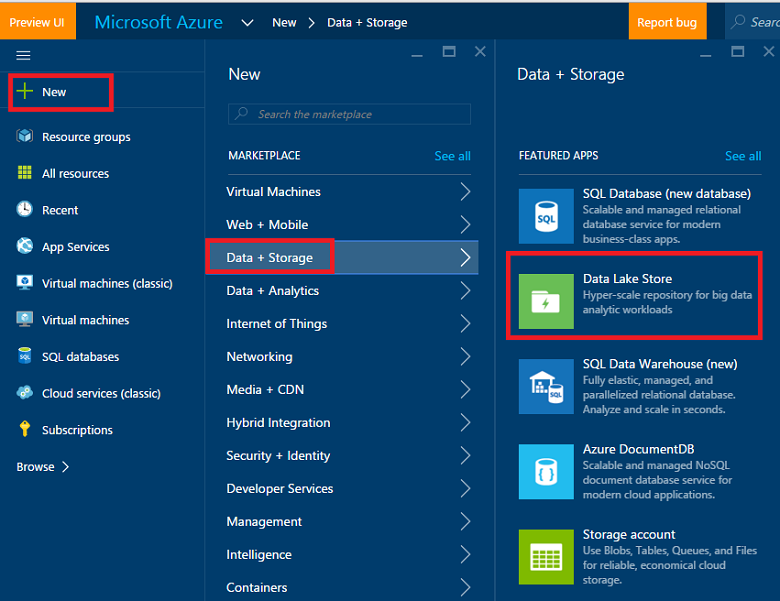 Preview UI
Microsoft Azure
New
Data + Storage
Report bug
New
Resource groups
All resources
Recent
App Services
Virtual machines (classic)
Virtual machines
SQL databases
Cloud services (classic)
Subscriptions
Browse
New
Search the marketplace
MARKETPLACE
See all
Virtual Machines
Web + Mobile
Data + Storage
Data + Analytics
Internet of Things
Networking
Media + CDN
Hybrid Integration
Security + Identity
Developer Services
Management
Intelligence
Containers
Data + Storage
FEATURED APPS
See all
SQL
SQL Database (new database)
Scalable and managed relational
database service for modern
business-class apps.
Data Lake Store
Hyper-scale repository for big data
analytic workloads
SQL Data Warehouse (new)
Fully elastic, managed, and
parallelized relational database.
Analyze and scale in seconds.
Azure DocumentDB
Scalable and managed NoSQL
document database service for
modern cloud applications.
Storage account
Use Blobs, Tables, Queues, and Files
for reliable, economical cloud
storage.